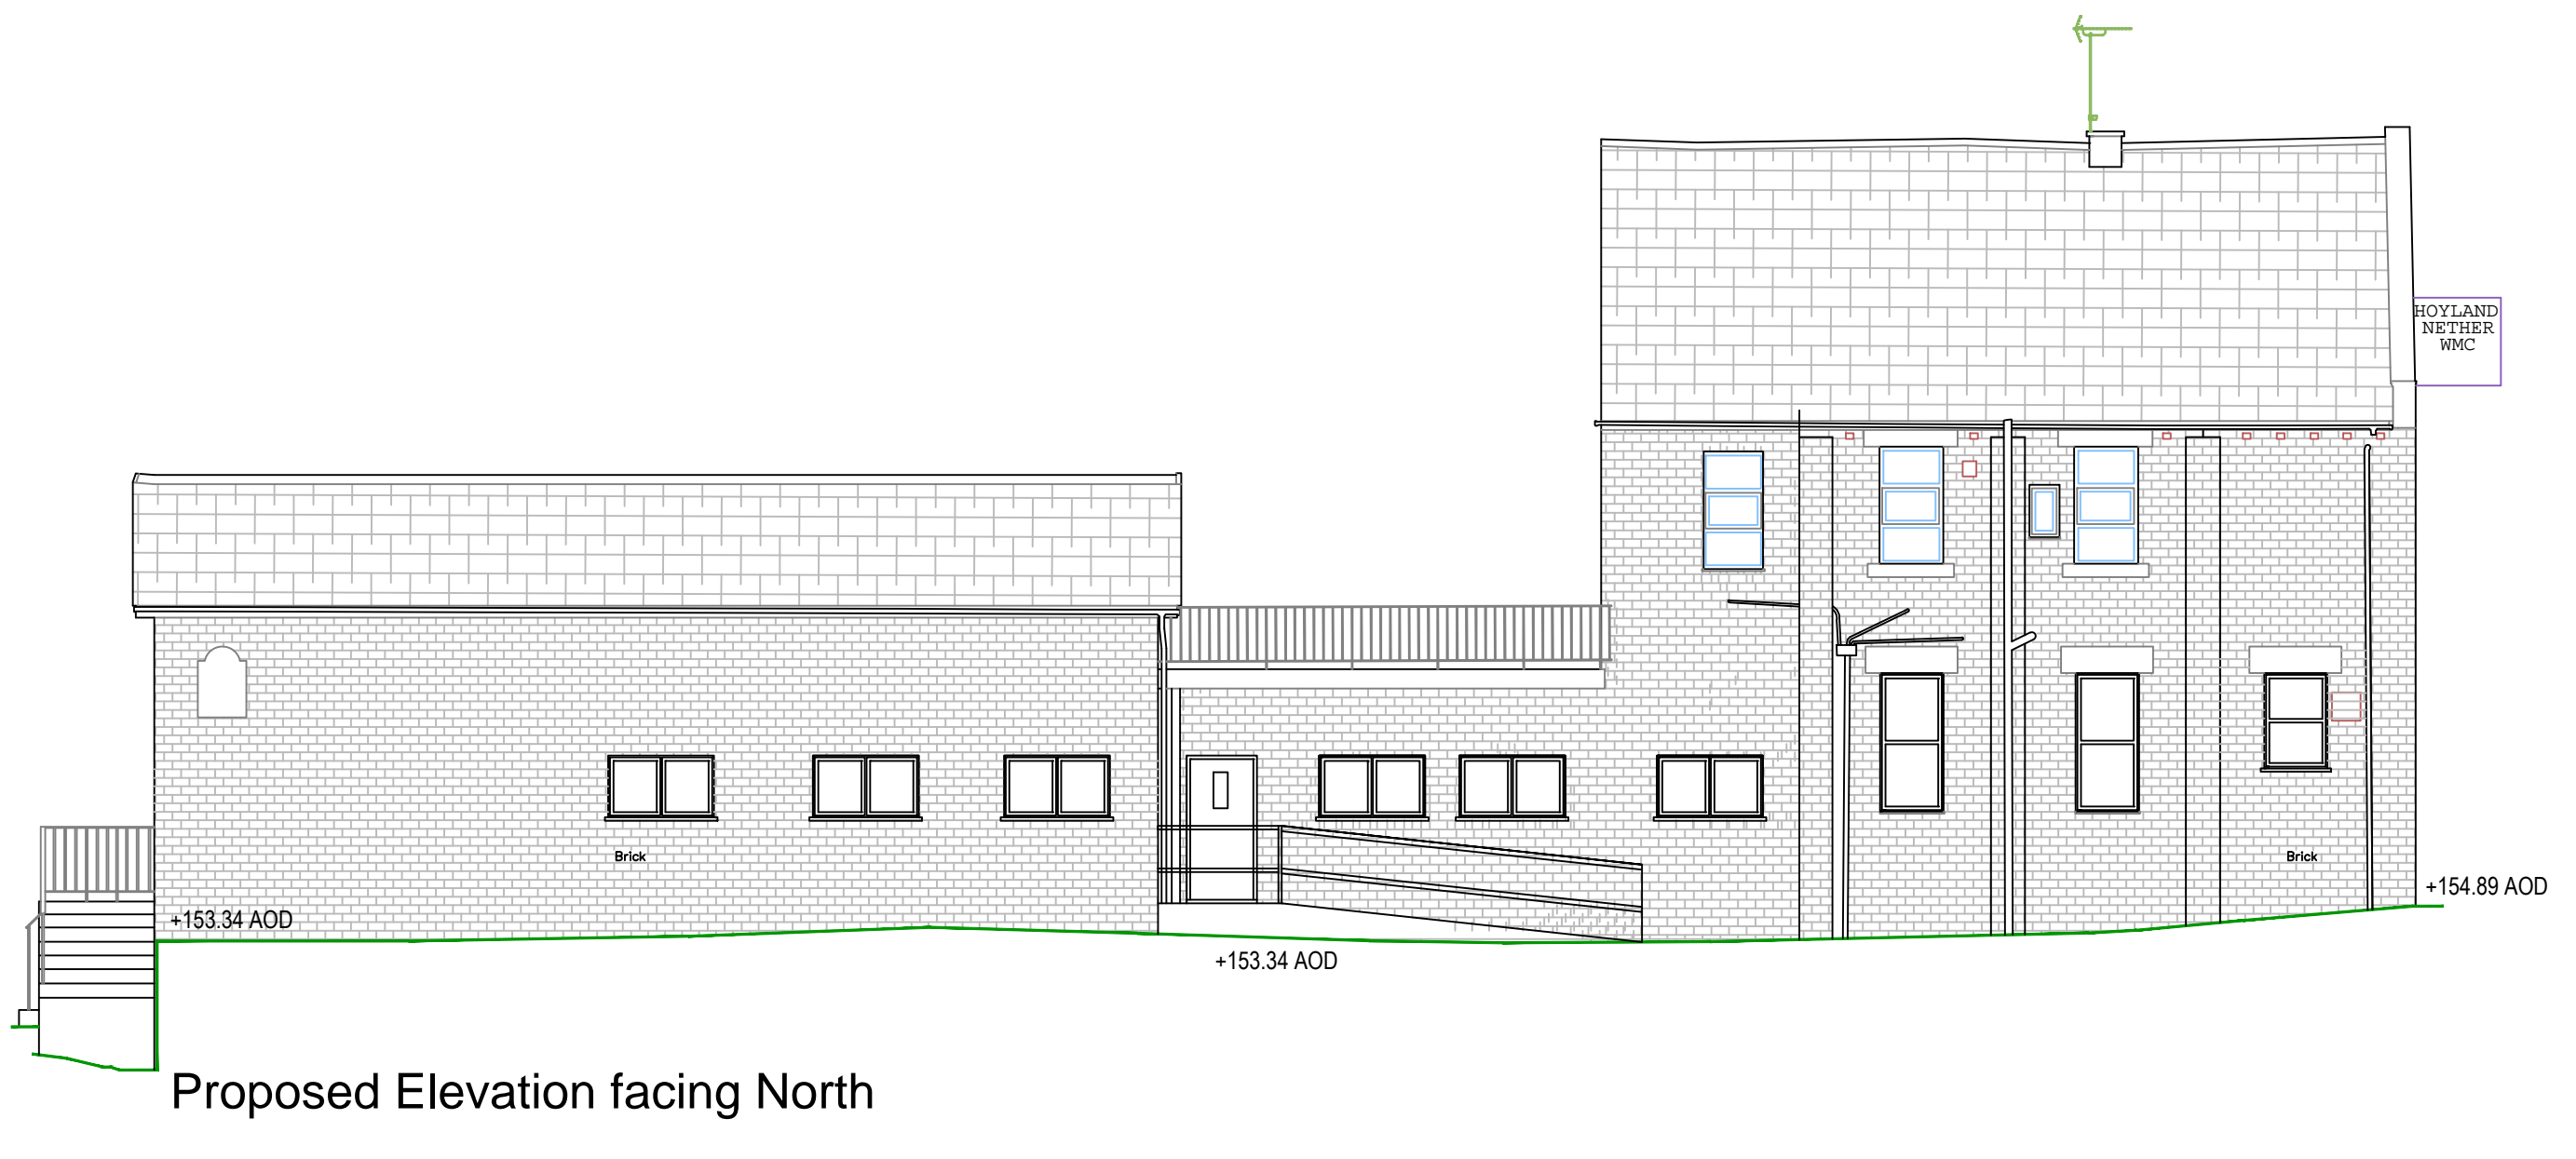 HOYLAND
NETHER
WMC
Brick
Brick
+154.89 AOD
+153.34 AOD
+153.34 AOD
Proposed Elevation facing North